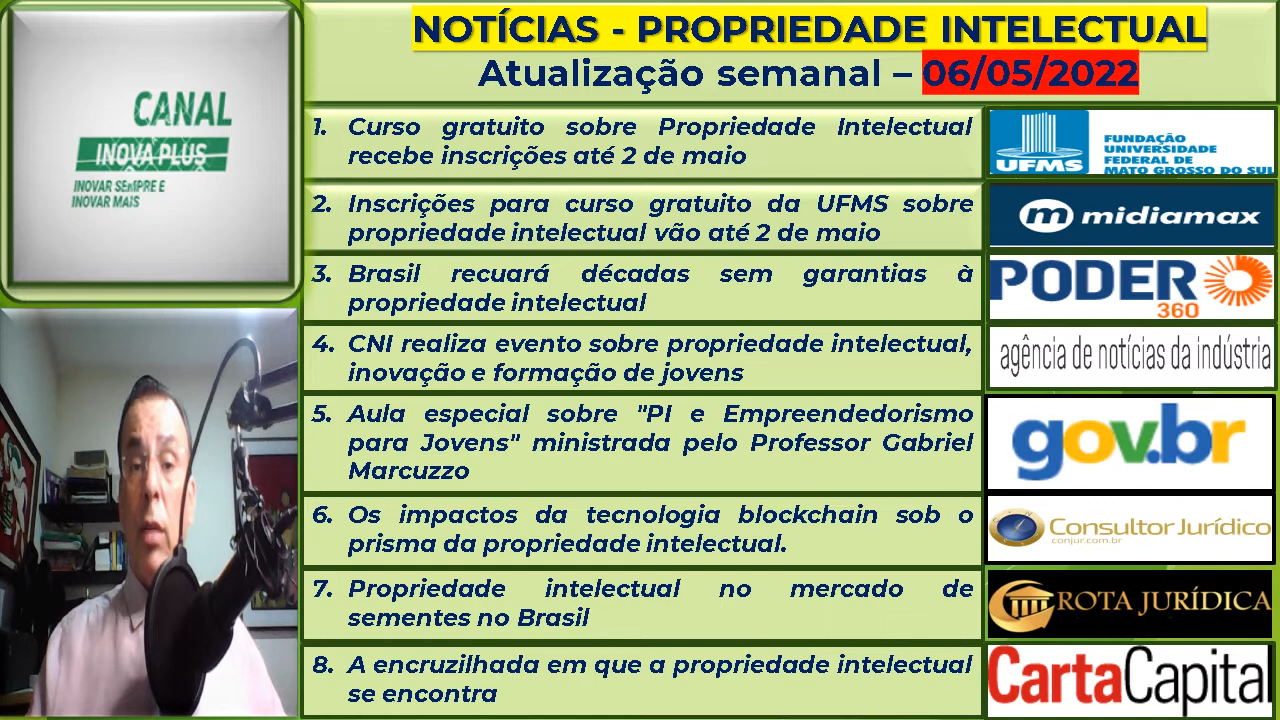 CANAL
INOVA PLUS
INOVAR SEMPRE E
INOVAR MAIS
NOTÍCIAS - PROPRIEDADE INTELECTUAL
Atualização semanal – 06/05/2022
1. Curso gratuito sobre Propriedade Intelectual
recebe inscrições até 2 de maio
UFMS
FUNDAÇÃO
UNIVERSIDADE
FEDERAL DE
MATO GROSSO DO SUL
2. Inscrições para curso gratuito da UFMS sobre
propriedade intelectual vão até 2 de maio
m midiamax
3. Brasil recuará décadas sem garantias à
propriedade intelectual
PODER
360
4. CNI realiza evento sobre propriedade intelectual,
inovação e formação de jovens
agência de notícias da indústria
5. Aula especial sobre "PI e Empreendedorismo
para Jovens" ministrada pelo Professor Gabriel
Marcuzzo
gov.br
6. Os impactos da tecnologia blockchain sob o
prisma da propriedade intelectual.
Consultor Jurídico
conjur.com.br
7. Propriedade intelectual no mercado de
sementes no Brasil
ROTA JURÍDICA
8. A encruzilhada em que a propriedade intelectual
se encontra
CartaCapital